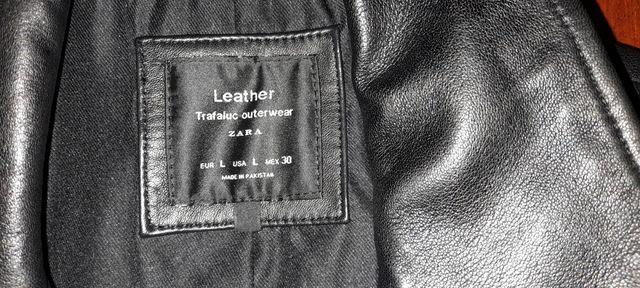 Leather
Trafaluc outerwear
ZARA
EUR L USA L MEX 30
MADE IN PAKISTAN